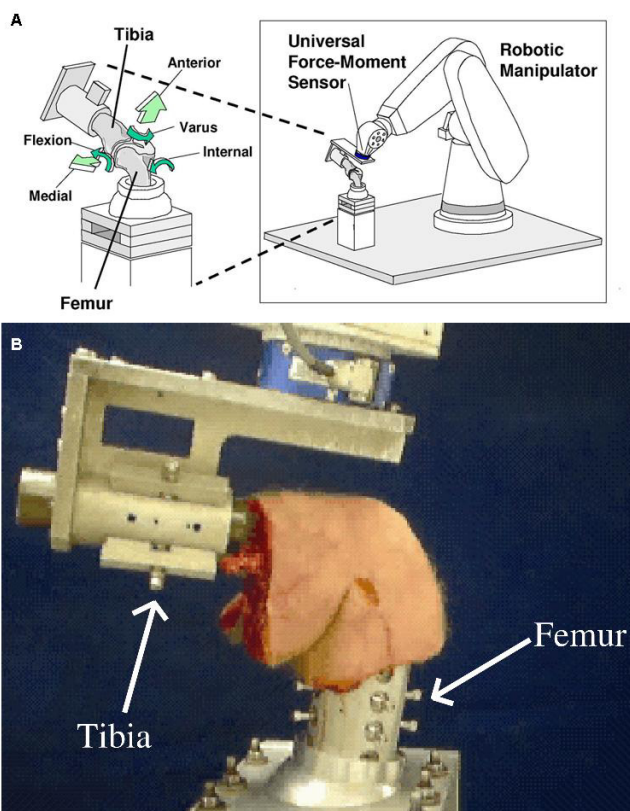 A
Tibia
Anterior
Varus
Flexion
Internal
Medial
Femur
Universal
Force-Moment
Sensor
Robotic
Manipulator
B
Tibia
Femur